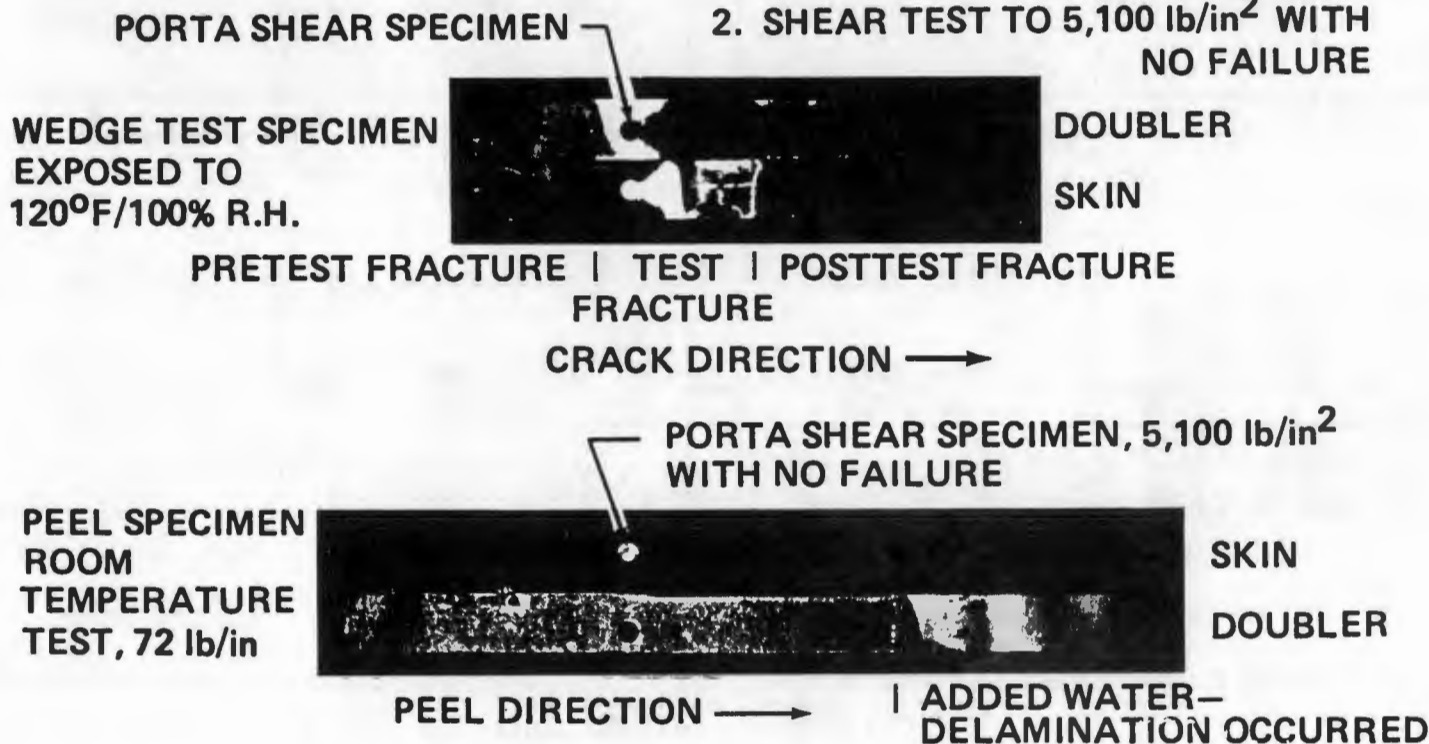 PORTA SHEAR SPECIMEN
2. SHEAR TEST TO 5,100 lb/in² WITH
NO FAILURE
WEDGE TEST SPECIMEN
EXPOSED TO
120°F/100% R.H.
DOUBLER
SKIN
PRETEST FRACTURE | TEST | POSTTEST FRACTURE
FRACTURE
CRACK DIRECTION →
PORTA SHEAR SPECIMEN, 5,100 lb/in²
WITH NO FAILURE
PEEL SPECIMEN
ROOM
TEMPERATURE
TEST, 72 lb/in
SKIN
DOUBLER
PEEL DIRECTION →
| ADDED WATER–
DELAMINATION OCCURRED